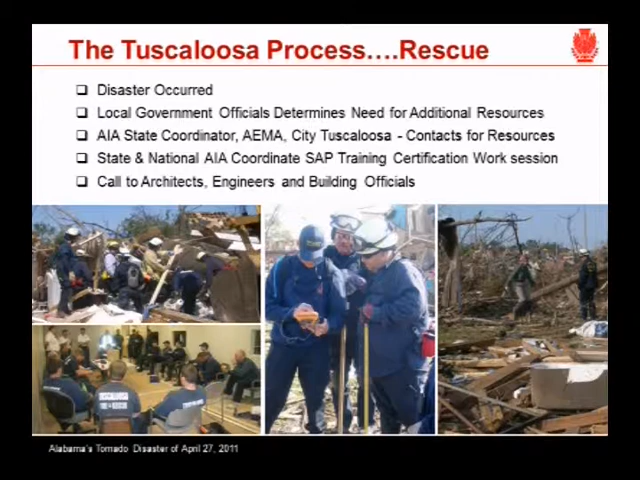 The Tuscaloosa Process....Rescue
Disaster Occurred
Local Government Officials Determines Need for Additional Resources
AIA State Coordinator, AEMA, City Tuscaloosa - Contacts for Resources
State & National AIA Coordinate SAP Training Certification Work session
Call to Architects, Engineers and Building Officials
Alabama's Tornado Disaster of April 27, 2011